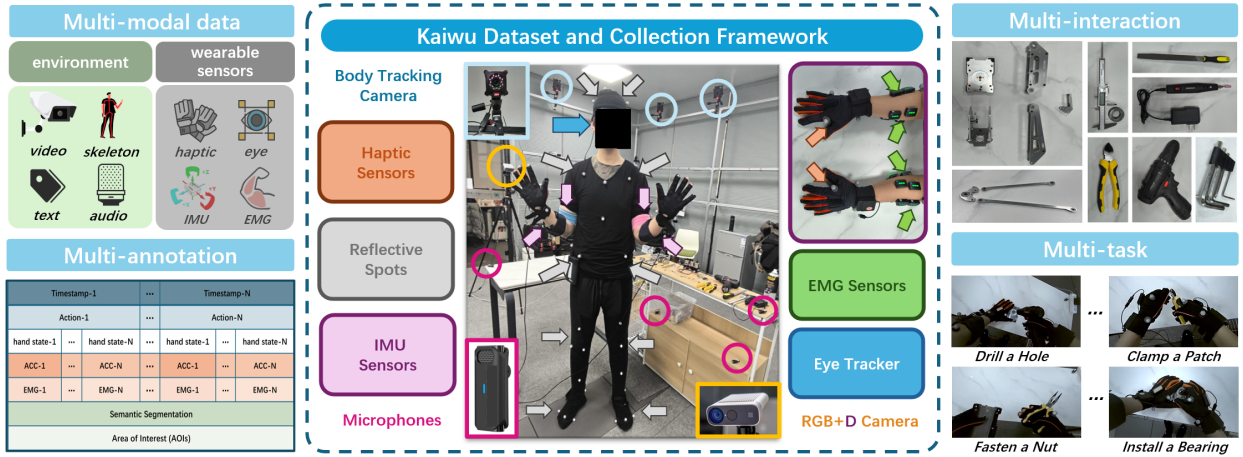 Multi-modal data
environment
wearable
sensors
video
skeleton
haptic
eye
text
audio
IMU
EMG
Multi-annotation
Timestamp-1
...
Timestamp-N
Action-1
...
Action-N
hand state-1
...
hand state-N
...
hand state-1
...
hand state-N
ACC-1
...
ACC-N
...
ACC-1
...
ACC-N
EMG-1
...
EMG-N
...
EMG-1
...
EMG-N
Semantic Segmentation
Area of Interest (AOIs)
Kaiwu Dataset and Collection Framework
Body Tracking
Camera
Haptic
Sensors
Reflective
Spots
IMU
Sensors
Microphones
EMG Sensors
Eye Tracker
RGB+D Camera
Multi-interaction
Multi-task
...
Drill a Hole
Clamp a Patch
...
Fasten a Nut
Install a Bearing